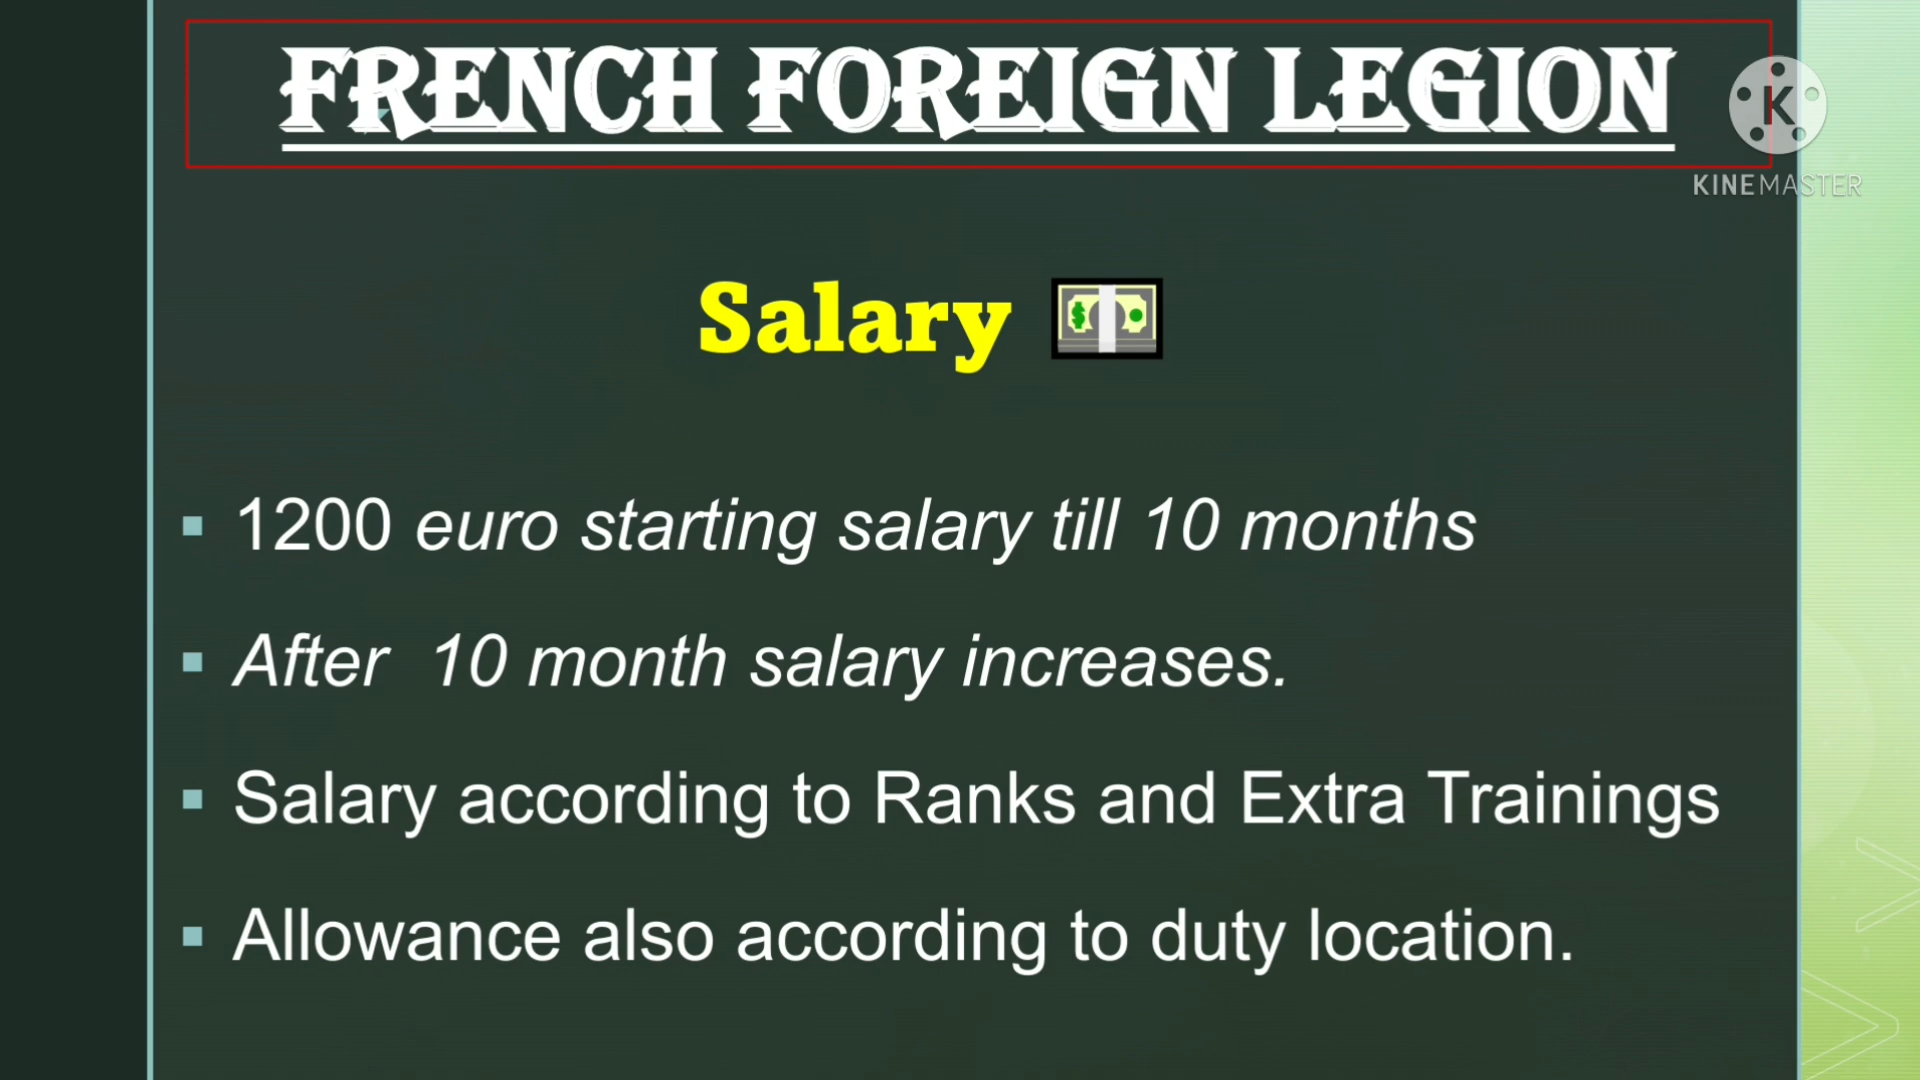 FRENCH FOREIGN LEGION
K
KINEMASTER
Salary
1200 euro starting salary till 10 months
After 10 month salary increases.
Salary according to Ranks and Extra Trainings
Allowance also according to duty location.